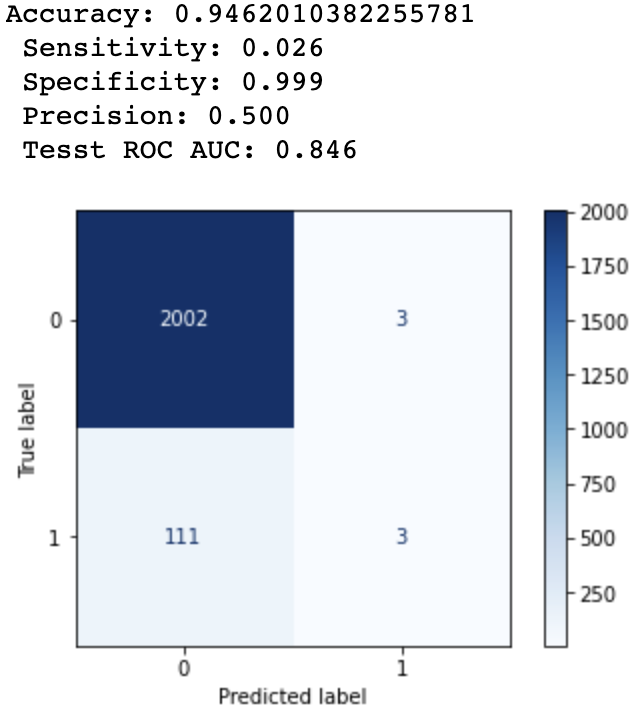 Accuracy: 0.9462010382255781
Sensitivity: 0.026
Specificity: 0.999
Precision: 0.500
Tesst ROC AUC: 0.846
2000
1750
1500
1250
1000
750
500
250
True label
0
2002
3
1
111
3
0
1
Predicted label